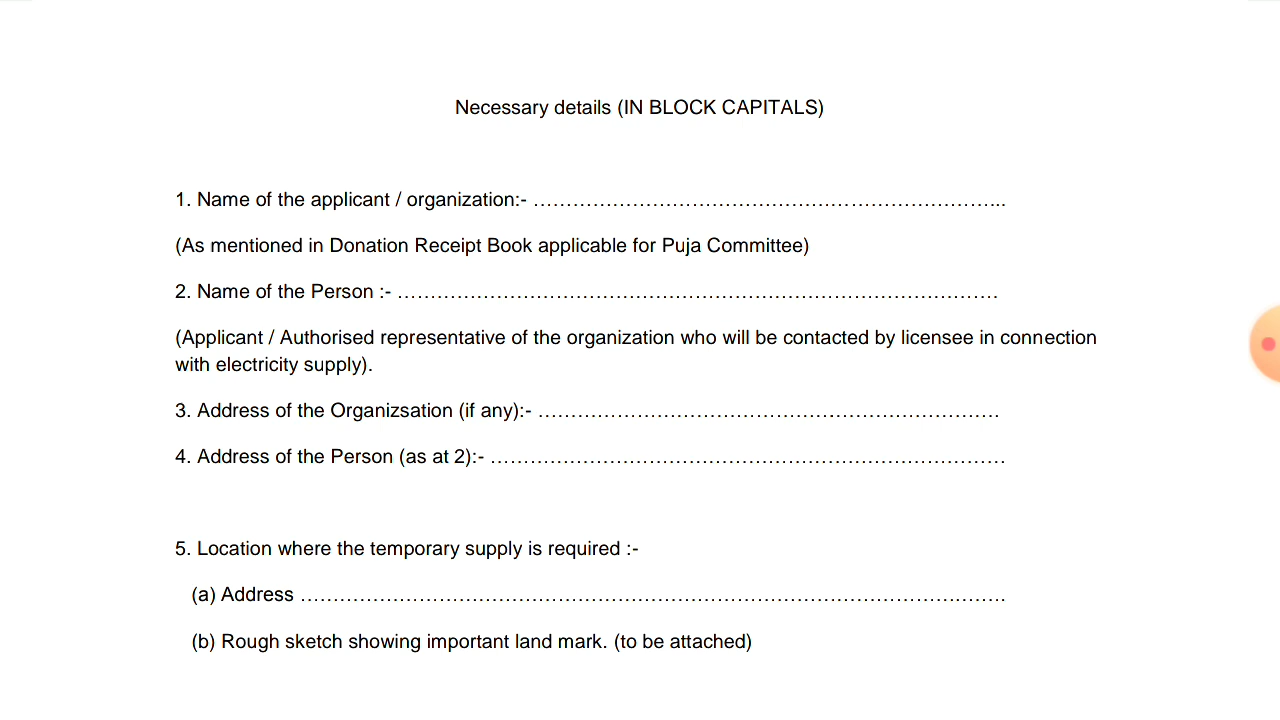 Necessary details (IN BLOCK CAPITALS)
1. Name of the applicant / organization:- ……………………………………………………………...
(As mentioned in Donation Receipt Book applicable for Puja Committee)
2. Name of the Person :- ……………………………………………………………………………….
(Applicant / Authorised representative of the organization who will be contacted by licensee in connection
with electricity supply).
3. Address of the Organizsation (if any):- …………………………………………………………….
4. Address of the Person (as at 2):- ……………………………………………………………………
5. Location where the temporary supply is required :-
(a) Address ………………………………………………………………………………………………
(b) Rough sketch showing important land mark. (to be attached)